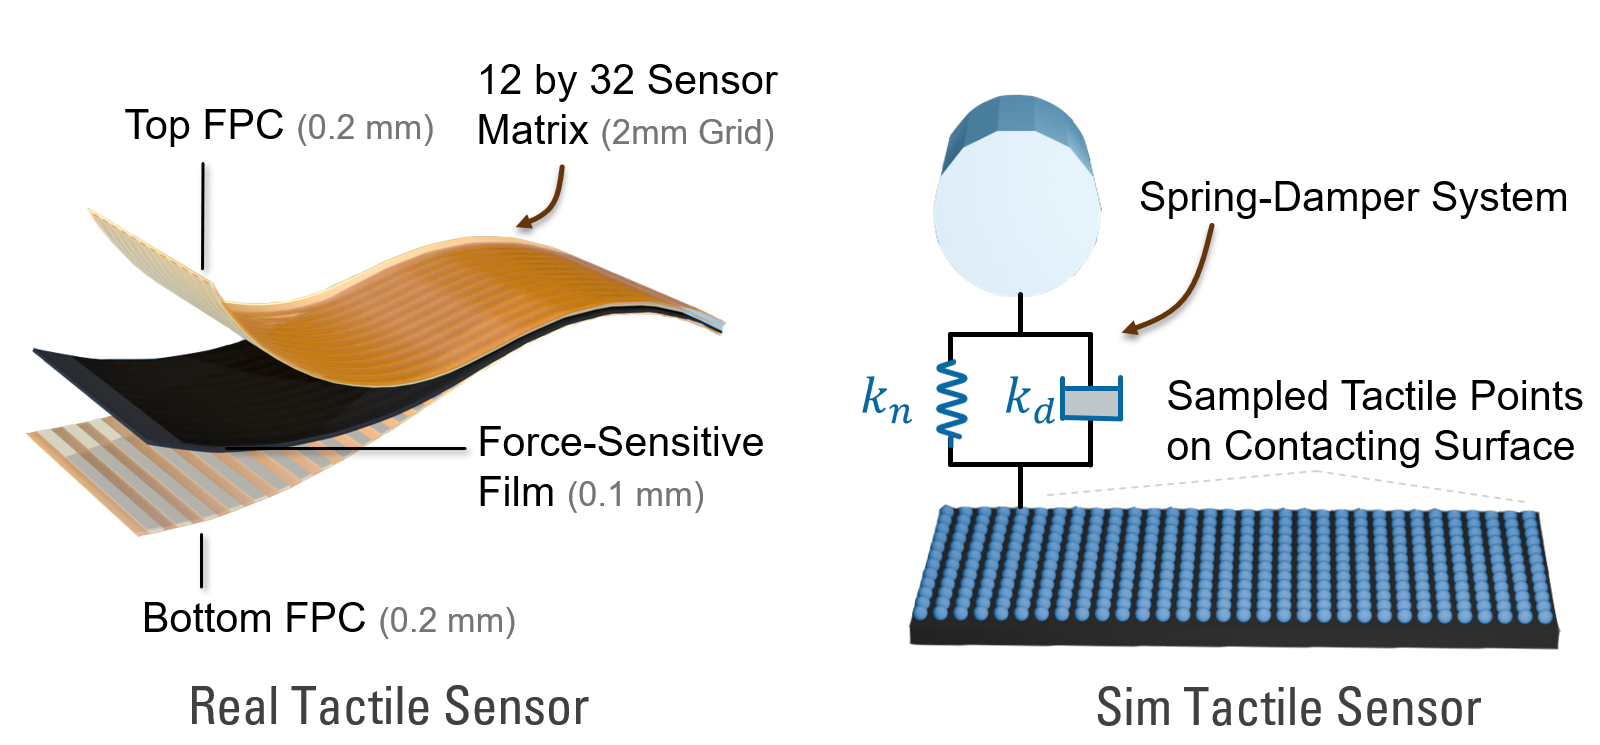 Top FPC (0.2 mm)
12 by 32 Sensor
Matrix (2mm Grid)
Force-Sensitive
Film (0.1 mm)
Bottom FPC (0.2 mm)
Real Tactile Sensor
Spring-Damper System
kₙ
k_d
Sampled Tactile Points
on Contacting Surface
Sim Tactile Sensor